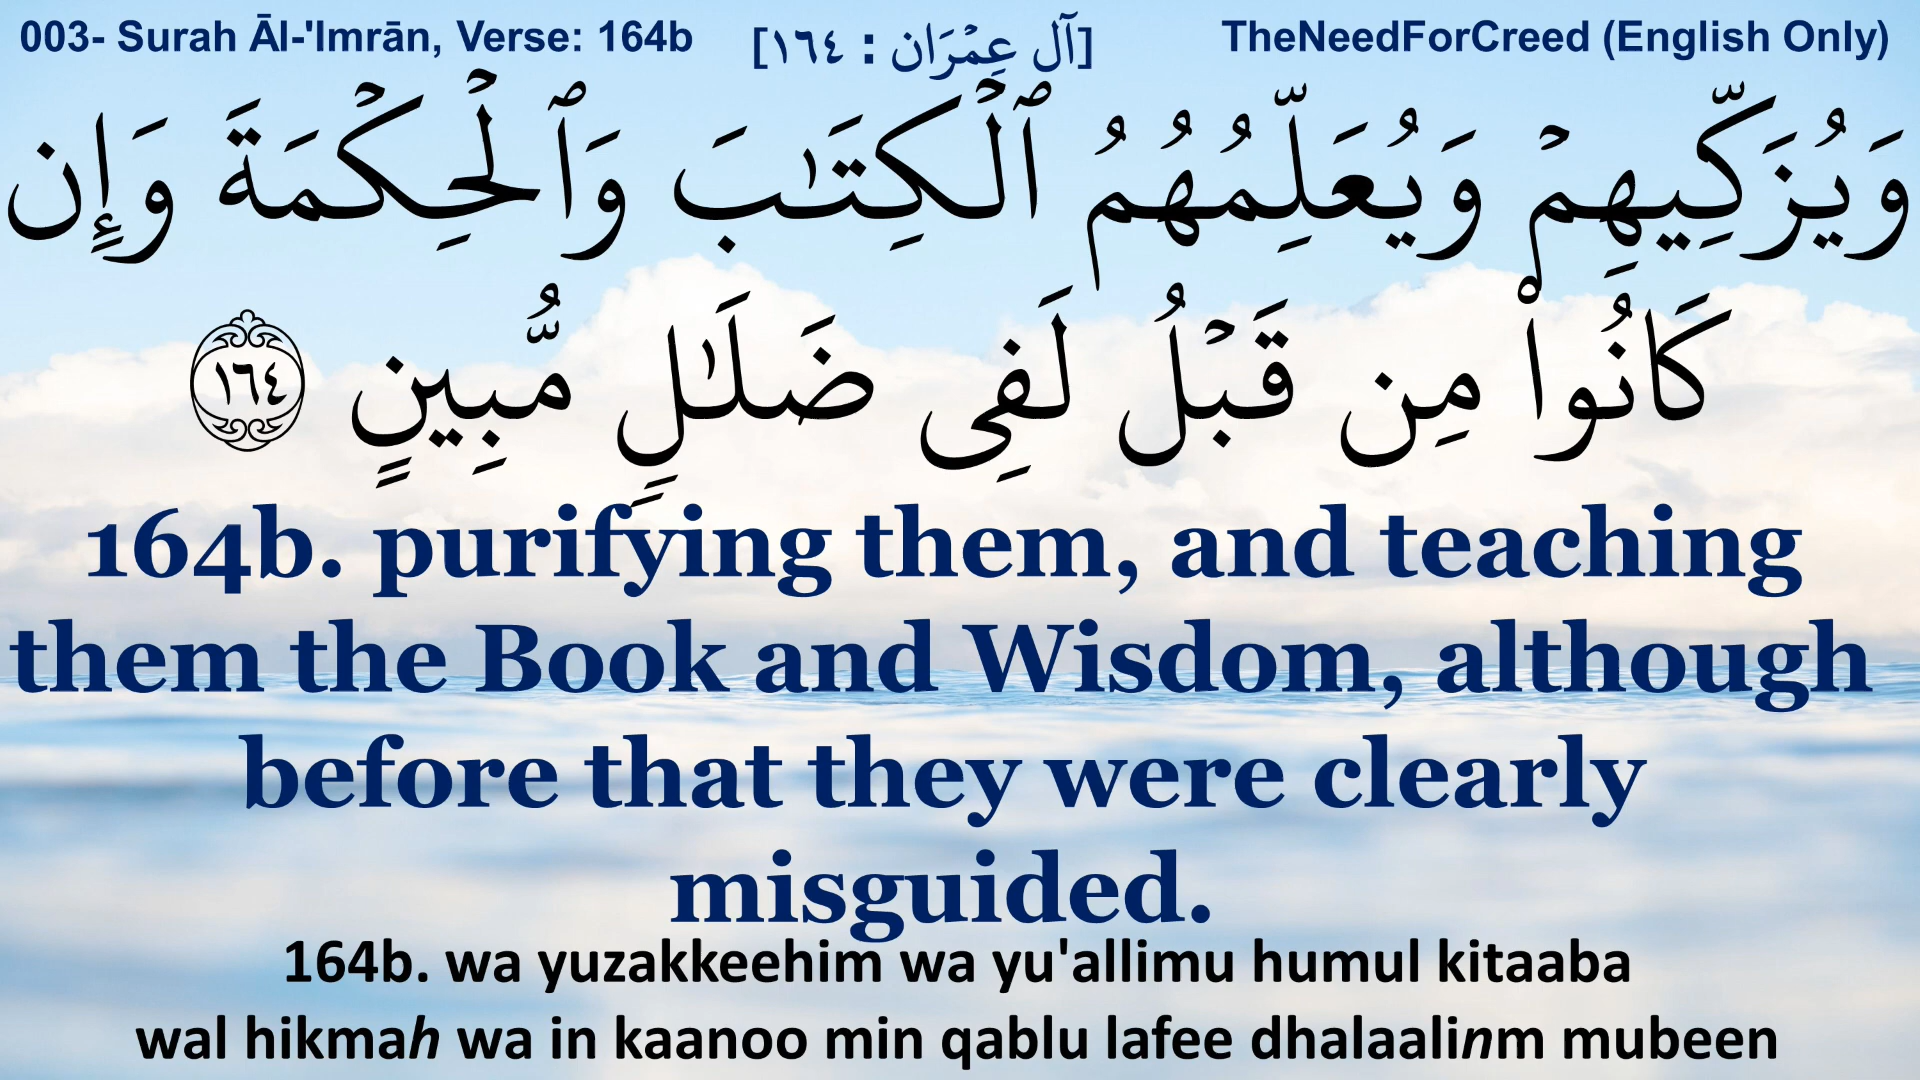 003- Surah Āl-'Imrān, Verse: 164b
[آل عِمْرَان : ١٦٤]
TheNeedForCreed (English Only)
وَيُزَكِّيهِمْ وَيُعَلِّمُهُمُ ٱلْكِتَـٰبَ وَٱلْحِكْمَةَ وَإِن
كَانُوا۟ مِن قَبْلُ لَفِى ضَلَـٰلٍ مُّبِينٍ ١٦٤
164b. purifying them, and teaching
them the Book and Wisdom, although
before that they were clearly
misguided.
164b. wa yuzakkeehim wa yu'allimu humul kitaaba
wal hikmah wa in kaanoo min qablu lafee dhalaalinm mubeen